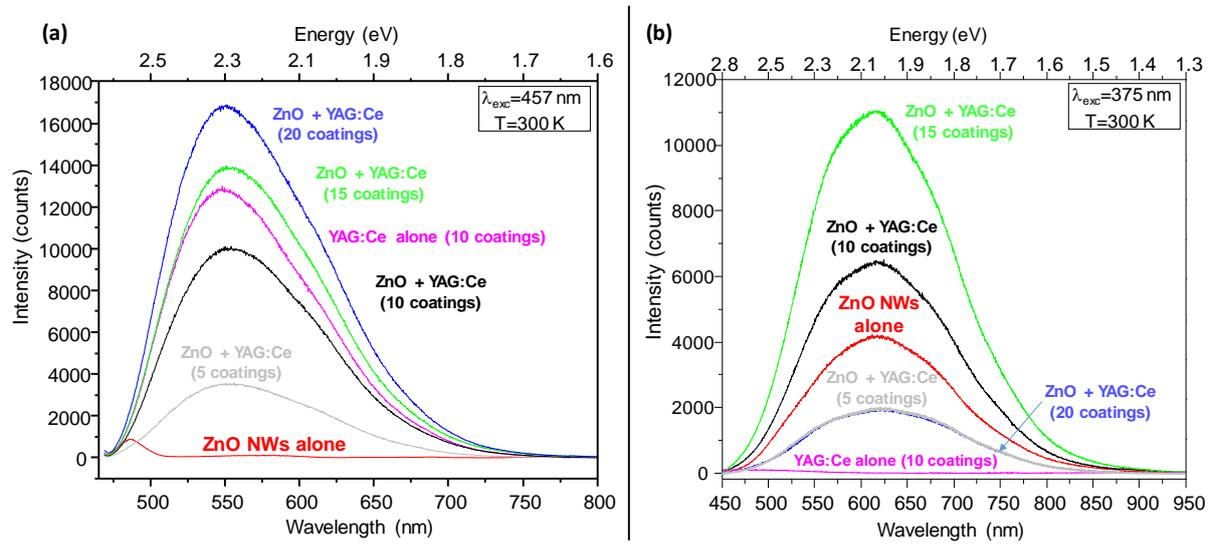 (a)
Energy (eV)
2.5 2.3 2.1 1.9 1.8 1.7 1.6
18000
16000
14000
12000
10000
8000
6000
4000
2000
0
Intensity (counts)
λexc=457 nm
T=300 K
ZnO + YAG:Ce
(20 coatings)
ZnO + YAG:Ce
(15 coatings)
YAG:Ce alone (10 coatings)
ZnO + YAG:Ce
(10 coatings)
ZnO + YAG:Ce
(5 coatings)
ZnO NWs alone
500 550 600 650 700 750 800
Wavelength (nm)
(b)
Energy (eV)
2.8 2.5 2.3 2.1 1.9 1.8 1.7 1.6 1.5 1.4 1.3
12000
10000
8000
6000
4000
2000
0
Intensity (counts)
λexc=375 nm
T=300 K
ZnO + YAG:Ce
(15 coatings)
ZnO + YAG:Ce
(10 coatings)
ZnO NWs
alone
ZnO + YAG:Ce
(5 coatings)
ZnO + YAG:Ce
(20 coatings)
YAG:Ce alone (10 coatings)
450 500 550 600 650 700 750 800 850 900 950
Wavelength (nm)